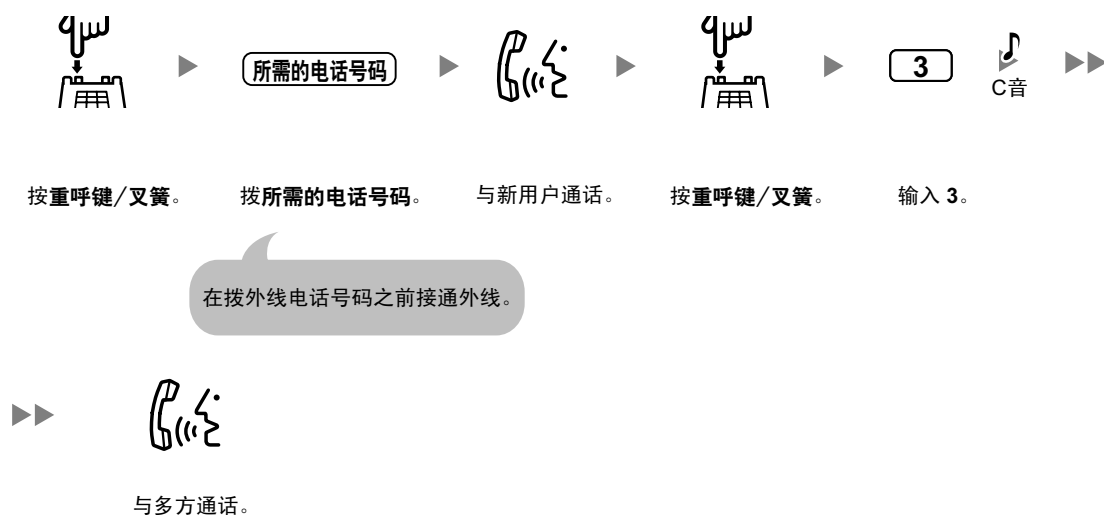 所需的电话号码
3
C音
按重呼键/叉簧。
拨所需的电话号码。
与新用户通话。
按重呼键/叉簧。
输入 3。
在拨外线电话号码之前接通外线。
与多方通话。